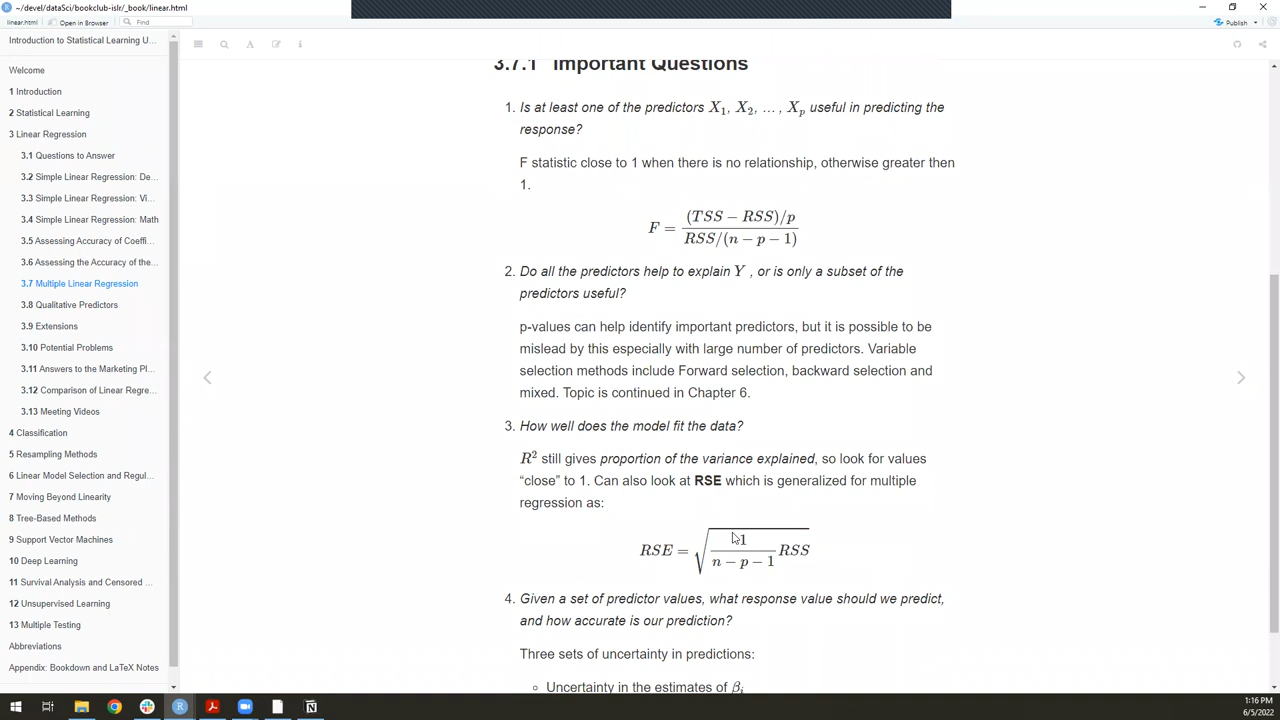 ~/devel/dataSci/bookclub-islr/_book/linear.html
linear.html
Open in Browser
Find
Publish
Introduction to Statistical Learning U...
Welcome
1 Introduction
2 Statistical Learning
3 Linear Regression
3.1 Questions to Answer
3.2 Simple Linear Regression: De...
3.3 Simple Linear Regression: Vi...
3.4 Simple Linear Regression: Math
3.5 Assessing Accuracy of Coeffi...
3.6 Assessing the Accuracy of the...
3.7 Multiple Linear Regression
3.8 Qualitative Predictors
3.9 Extensions
3.10 Potential Problems
3.11 Answers to the Marketing Pl...
3.12 Comparison of Linear Regre...
3.13 Meeting Videos
4 Classification
5 Resampling Methods
6 Linear Model Selection and Regul...
7 Moving Beyond Linearity
8 Tree-Based Methods
9 Support Vector Machines
10 Deep Learning
11 Survival Analysis and Censored ...
12 Unsupervised Learning
13 Multiple Testing
Abbreviations
Appendix: Bookdown and LaTeX Notes
3.7.1 Important Questions
1. Is at least one of the predictors X₁, X₂, … , Xₚ useful in predicting the
response?
F statistic close to 1 when there is no relationship, otherwise greater then
1.
F = (TSS − RSS)/p / RSS/(n − p − 1)
2. Do all the predictors help to explain Y , or is only a subset of the
predictors useful?
p-values can help identify important predictors, but it is possible to be
mislead by this especially with large number of predictors. Variable
selection methods include Forward selection, backward selection and
mixed. Topic is continued in Chapter 6.
3. How well does the model fit the data?
R² still gives proportion of the variance explained, so look for values
“close” to 1. Can also look at RSE which is generalized for multiple
regression as:
RSE = √(1 / (n − p − 1) RSS)
4. Given a set of predictor values, what response value should we predict,
and how accurate is our prediction?
Three sets of uncertainty in predictions:
Uncertainty in the estimates of βᵢ
1:16 PM
6/5/2022